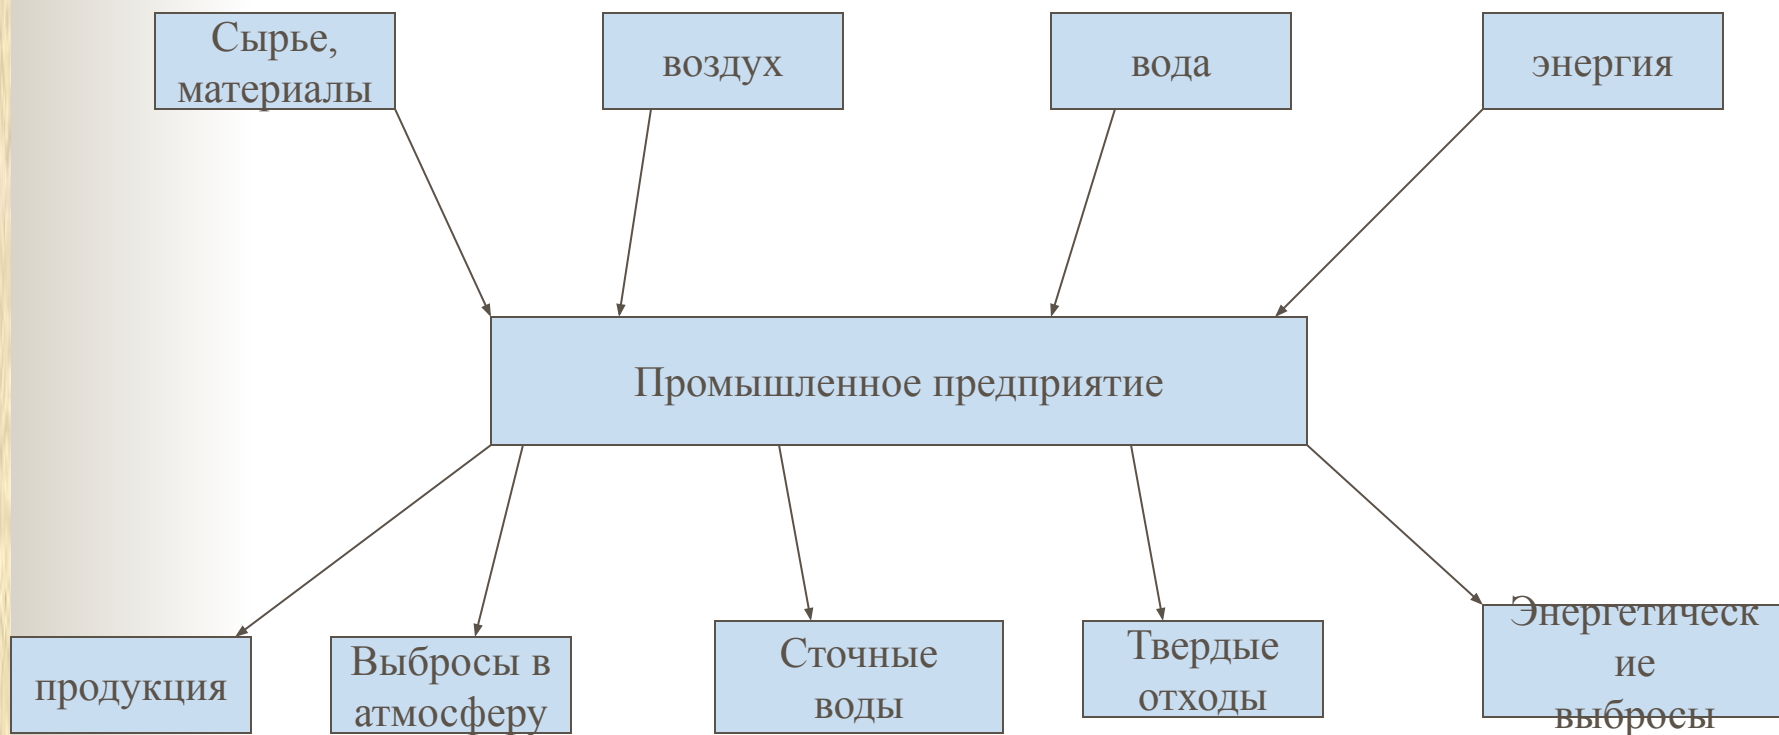 Сырье,
материалы
воздух
вода
энергия
Промышленное предприятие
продукция
Выбросы в
атмосферу
Сточные
воды
Твердые
отходы
Энергетическ
ие
выбросы